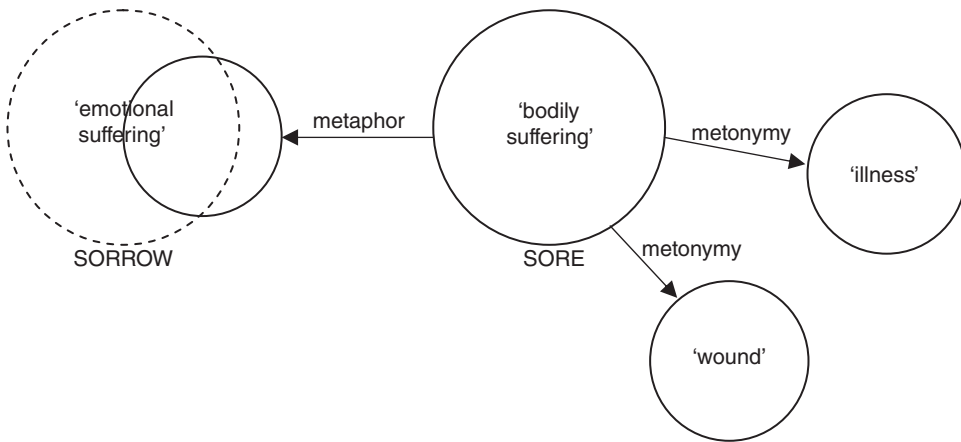 ‘emotional
suffering’
metaphor
‘bodily
suffering’
metonymy
‘illness’
SORROW
SORE
metonymy
‘wound’